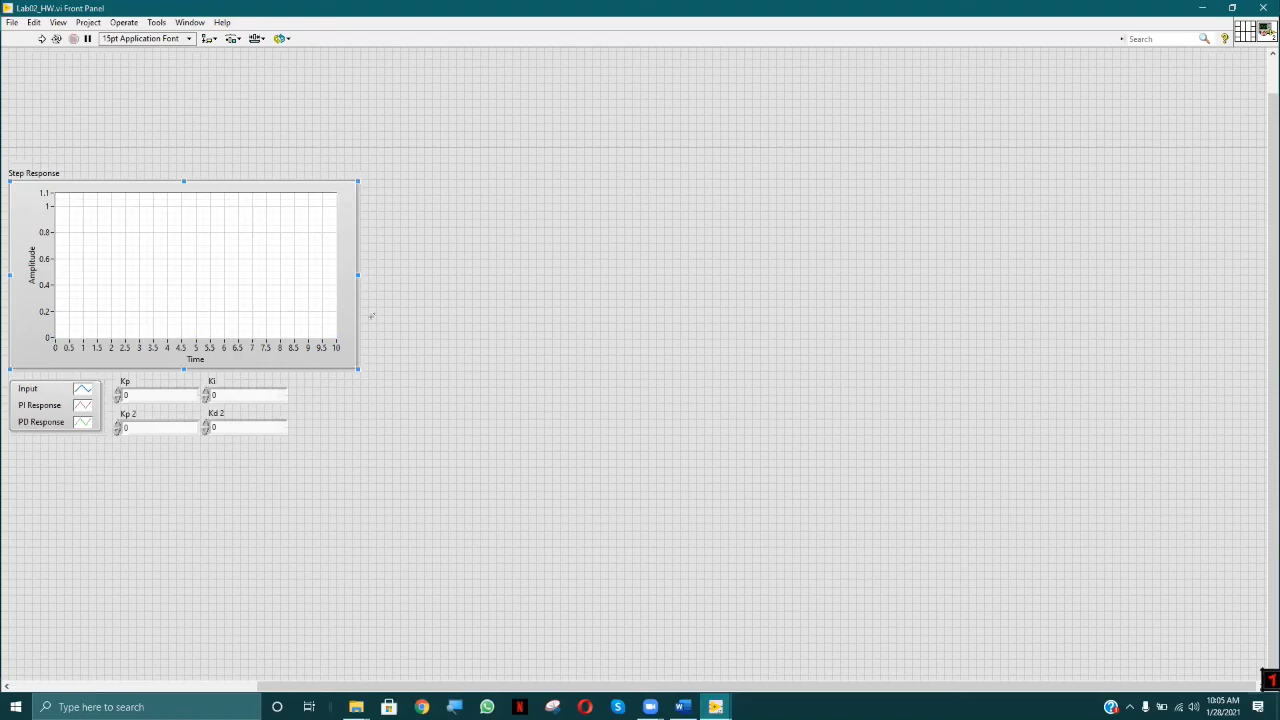 Lab02_HW.vi Front Panel
File Edit View Project Operate Tools Window Help
15pt Application Font
Search
2
Step Response
1.1
1
0.8
0.6
0.4
0.2
0
Amplitude
0 0.5 1 1.5 2 2.5 3 3.5 4 4.5 5 5.5 6 6.5 7 7.5 8 8.5 9 9.5 10
Time
Input
PI Response
PD Response
Kp Ki
0 0
Kp 2 Kd 2
0 0
1
Type here to search
10:05 AM
1/28/2021